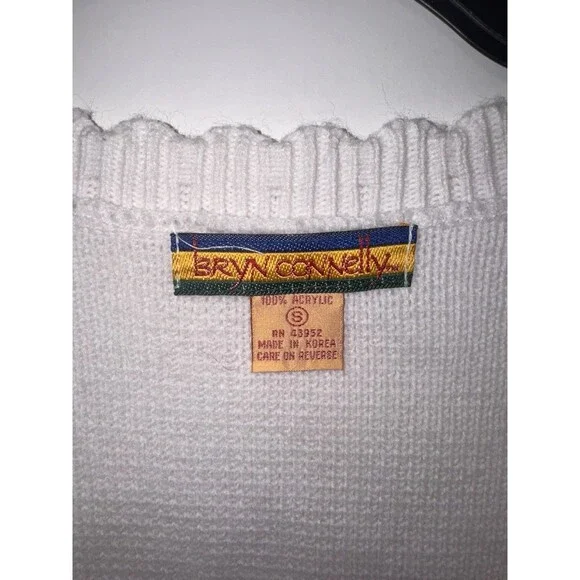 BRYN CONNELLY
100% ACRYLIC
S
RN 43952
MADE IN KOREA
CARE ON REVERSE